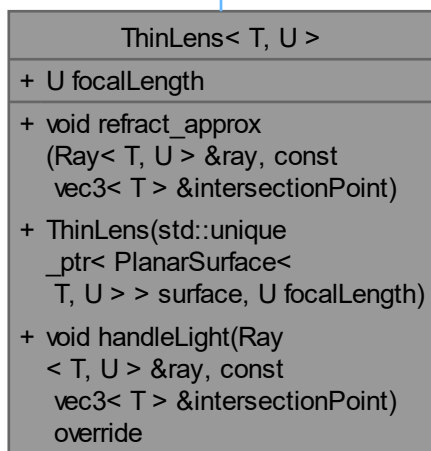 ThinLens< T, U >
+ U focalLength
+ void refract_approx
(Ray< T, U > &ray, const
vec3< T > &intersectionPoint)
+ ThinLens(std::unique
_ptr< PlanarSurface<
T, U > > surface, U focalLength)
+ void handleLight(Ray
< T, U > &ray, const
vec3< T > &intersectionPoint)
override